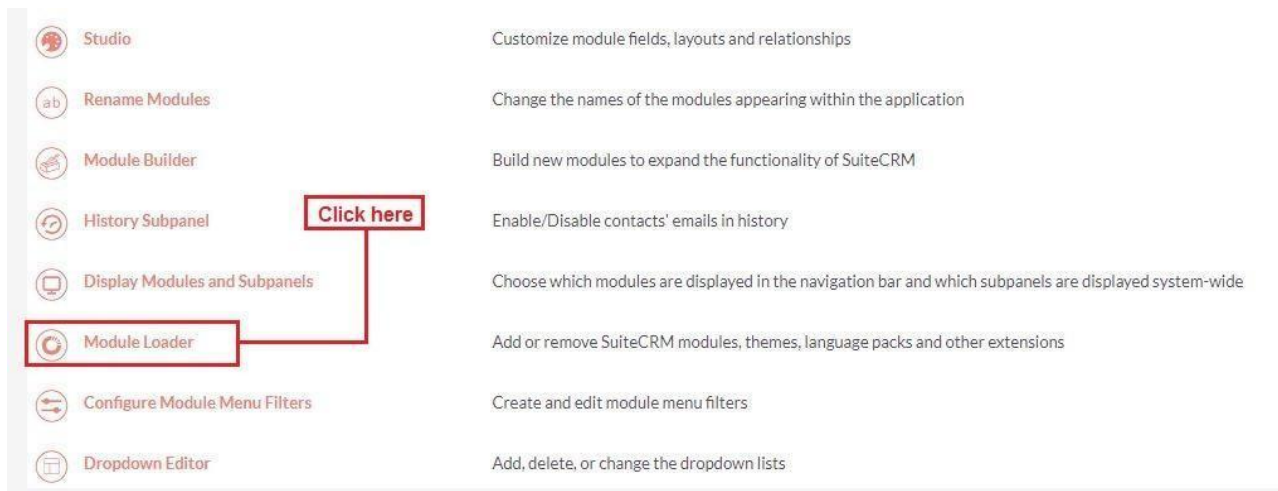 Studio Customize module fields, layouts and relationships
ab Rename Modules Change the names of the modules appearing within the application
Module Builder Build new modules to expand the functionality of SuiteCRM
Click here
History Subpanel Enable/Disable contacts' emails in history
Display Modules and Subpanels Choose which modules are displayed in the navigation bar and which subpanels are displayed system-wide
Module Loader Add or remove SuiteCRM modules, themes, language packs and other extensions
Configure Module Menu Filters Create and edit module menu filters
Dropdown Editor Add, delete, or change the dropdown lists